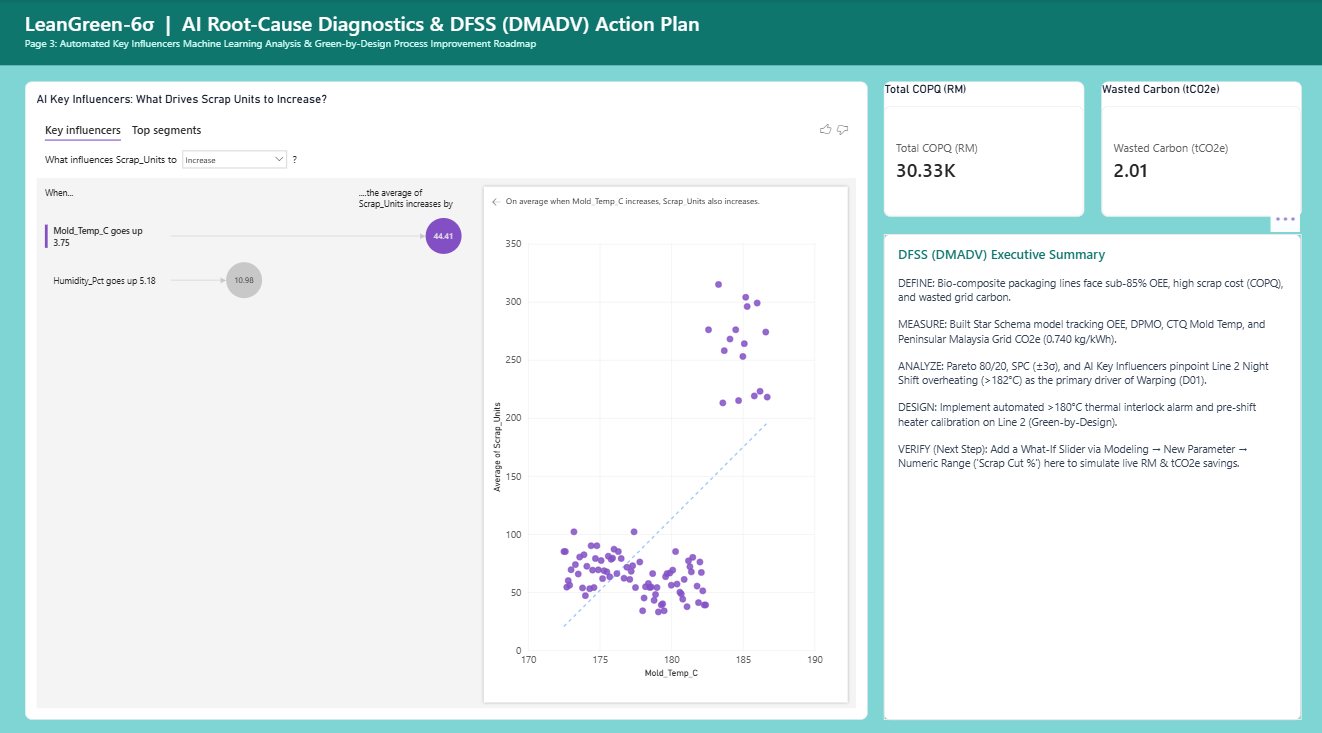 LeanGreen-6σ | AI Root-Cause Diagnostics & DFSS (DMADV) Action Plan
Page 3: Automated Key Influencers Machine Learning Analysis & Green-by-Design Process Improvement Roadmap
AI Key Influencers: What Drives Scrap Units to Increase?
Key influencers Top segments
What influences Scrap_Units to Increase ?
When...
....the average of
Scrap_Units increases by
Mold_Temp_C goes up
3.75
44.41
Humidity_Pct goes up 5.18
10.98
On average when Mold_Temp_C increases, Scrap_Units also increases.
Average of Scrap_Units
350
300
250
200
150
100
50
0
170 175 180 185 190
Mold_Temp_C
Total COPQ (RM)
Total COPQ (RM)
30.33K
Wasted Carbon (tCO2e)
Wasted Carbon (tCO2e)
2.01
DFSS (DMADV) Executive Summary
DEFINE: Bio-composite packaging lines face sub-85% OEE, high scrap cost (COPQ),
and wasted grid carbon.
MEASURE: Built Star Schema model tracking OEE, DPMO, CTQ Mold Temp, and
Peninsular Malaysia Grid CO2e (0.740 kg/kWh).
ANALYZE: Pareto 80/20, SPC (±3σ), and AI Key Influencers pinpoint Line 2 Night
Shift overheating (>182°C) as the primary driver of Warping (D01).
DESIGN: Implement automated >180°C thermal interlock alarm and pre-shift
heater calibration on Line 2 (Green-by-Design).
VERIFY (Next Step): Add a What-If Slider via Modeling → New Parameter →
Numeric Range ('Scrap Cut %') here to simulate live RM & tCO2e savings.